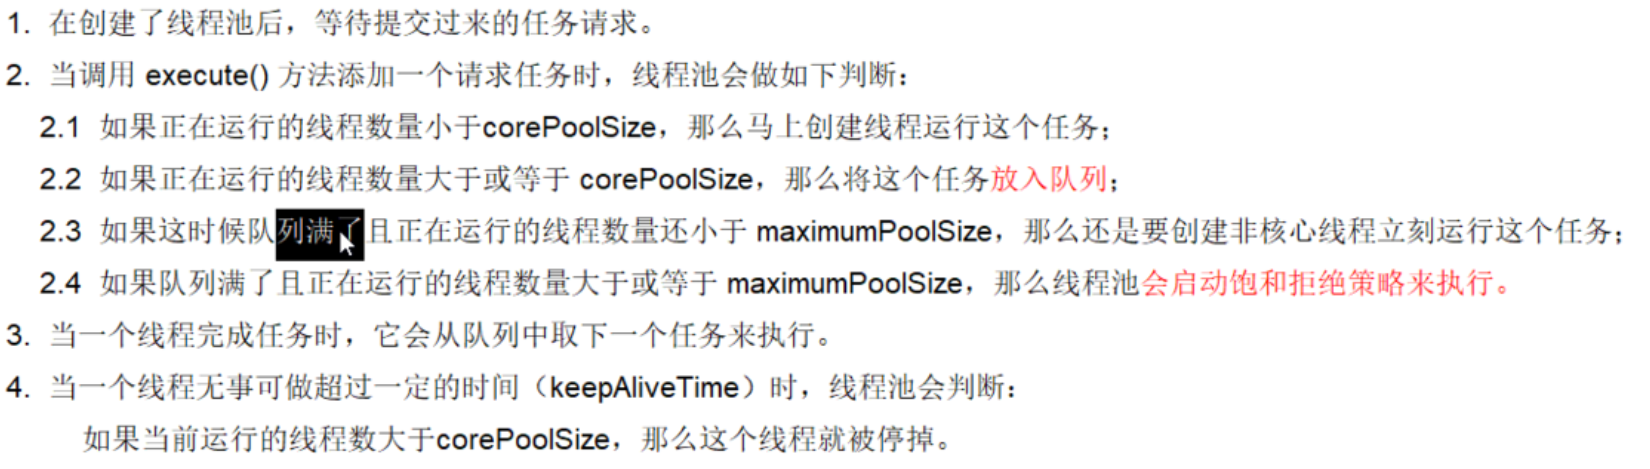 1. 在创建了线程池后，等待提交过来的任务请求。
2. 当调用 execute() 方法添加一个请求任务时，线程池会做如下判断：
2.1 如果正在运行的线程数量小于corePoolSize，那么马上创建线程运行这个任务；
2.2 如果正在运行的线程数量大于或等于 corePoolSize，那么将这个任务放入队列；
2.3 如果这时候队列满了且正在运行的线程数量还小于 maximumPoolSize，那么还是要创建非核心线程立刻运行这个任务；
2.4 如果队列满了且正在运行的线程数量大于或等于 maximumPoolSize，那么线程池会启动饱和拒绝策略来执行。
3. 当一个线程完成任务时，它会从队列中取下一个任务来执行。
4. 当一个线程无事可做超过一定的时间（keepAliveTime）时，线程池会判断：
如果当前运行的线程数大于corePoolSize，那么这个线程就被停掉。